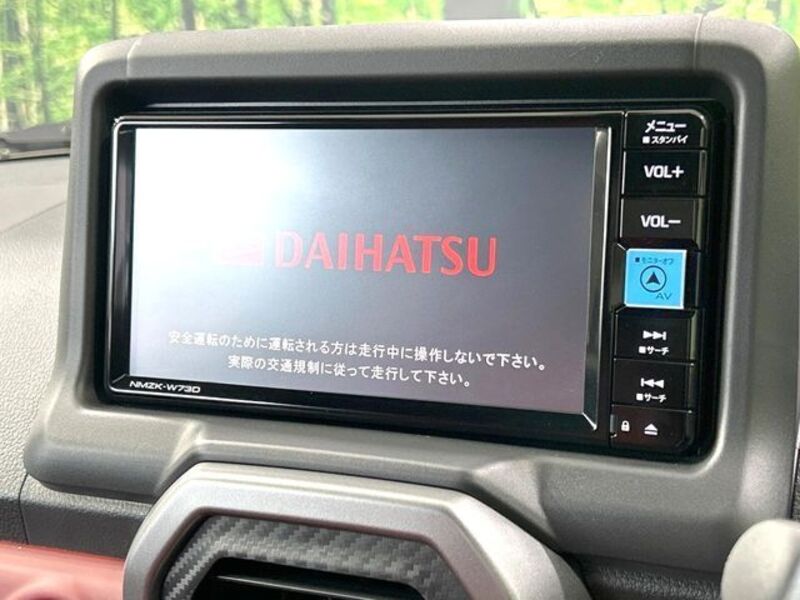 DAIHATSU
安全運転のために運転される方は走行中に操作しないで下さい。
実際の交通規制に従って走行して下さい。
NMZK-W73D
メニュー
■スタンバイ
VOL+
VOL−
■モニターオフ
AV
■サーチ
■サーチ